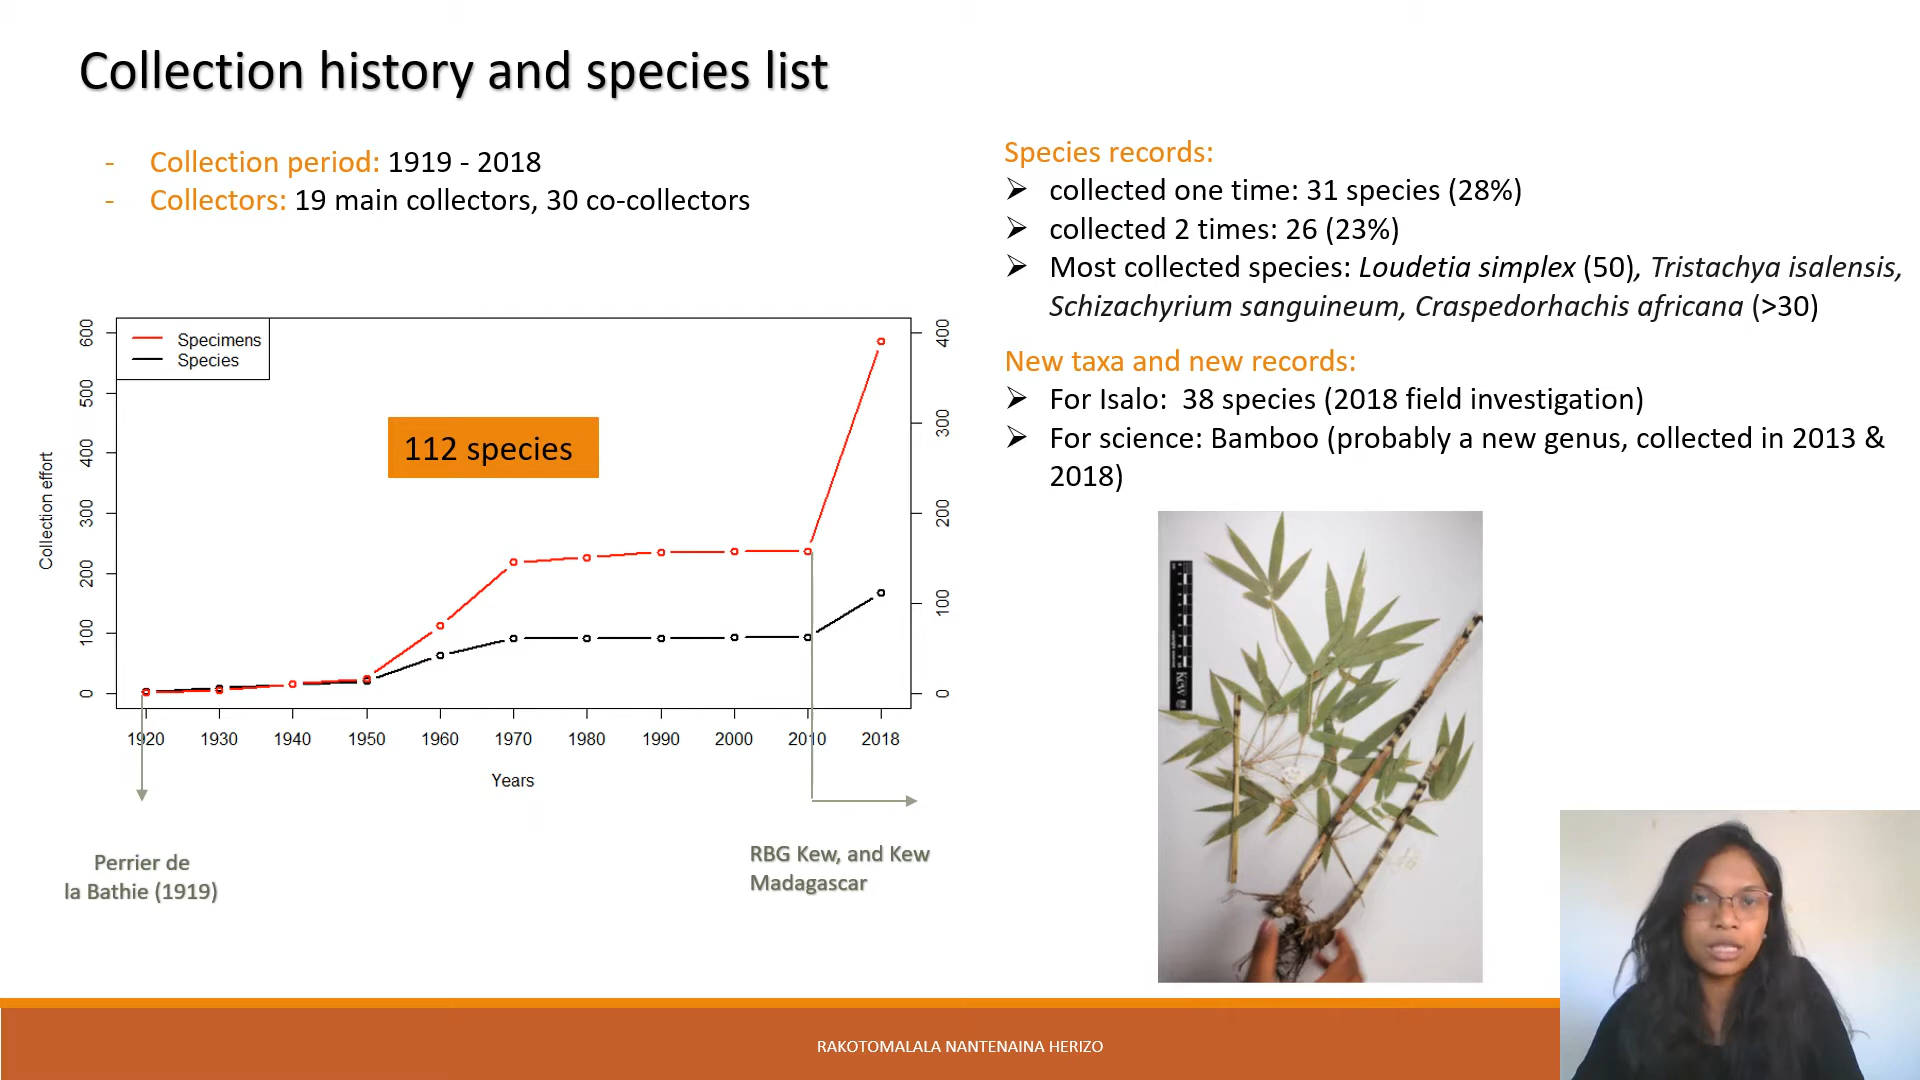 Collection history and species list
- Collection period: 1919 - 2018
- Collectors: 19 main collectors, 30 co-collectors
Species records:
➢ collected one time: 31 species (28%)
➢ collected 2 times: 26 (23%)
➢ Most collected species: Loudetia simplex (50), Tristachya isalensis,
Schizachyrium sanguineum, Craspedorhachis africana (>30)
New taxa and new records:
➢ For Isalo: 38 species (2018 field investigation)
➢ For science: Bamboo (probably a new genus, collected in 2013 &
2018)
Specimens
Species
112 species
Collection effort
600
500
400
300
200
100
0
400
300
200
100
0
1920 1930 1940 1950 1960 1970 1980 1990 2000 2010 2018
Years
Perrier de
la Bathie (1919)
RBG Kew, and Kew
Madagascar
Kew
RAKOTOMALALA NANTENAINA HERIZO